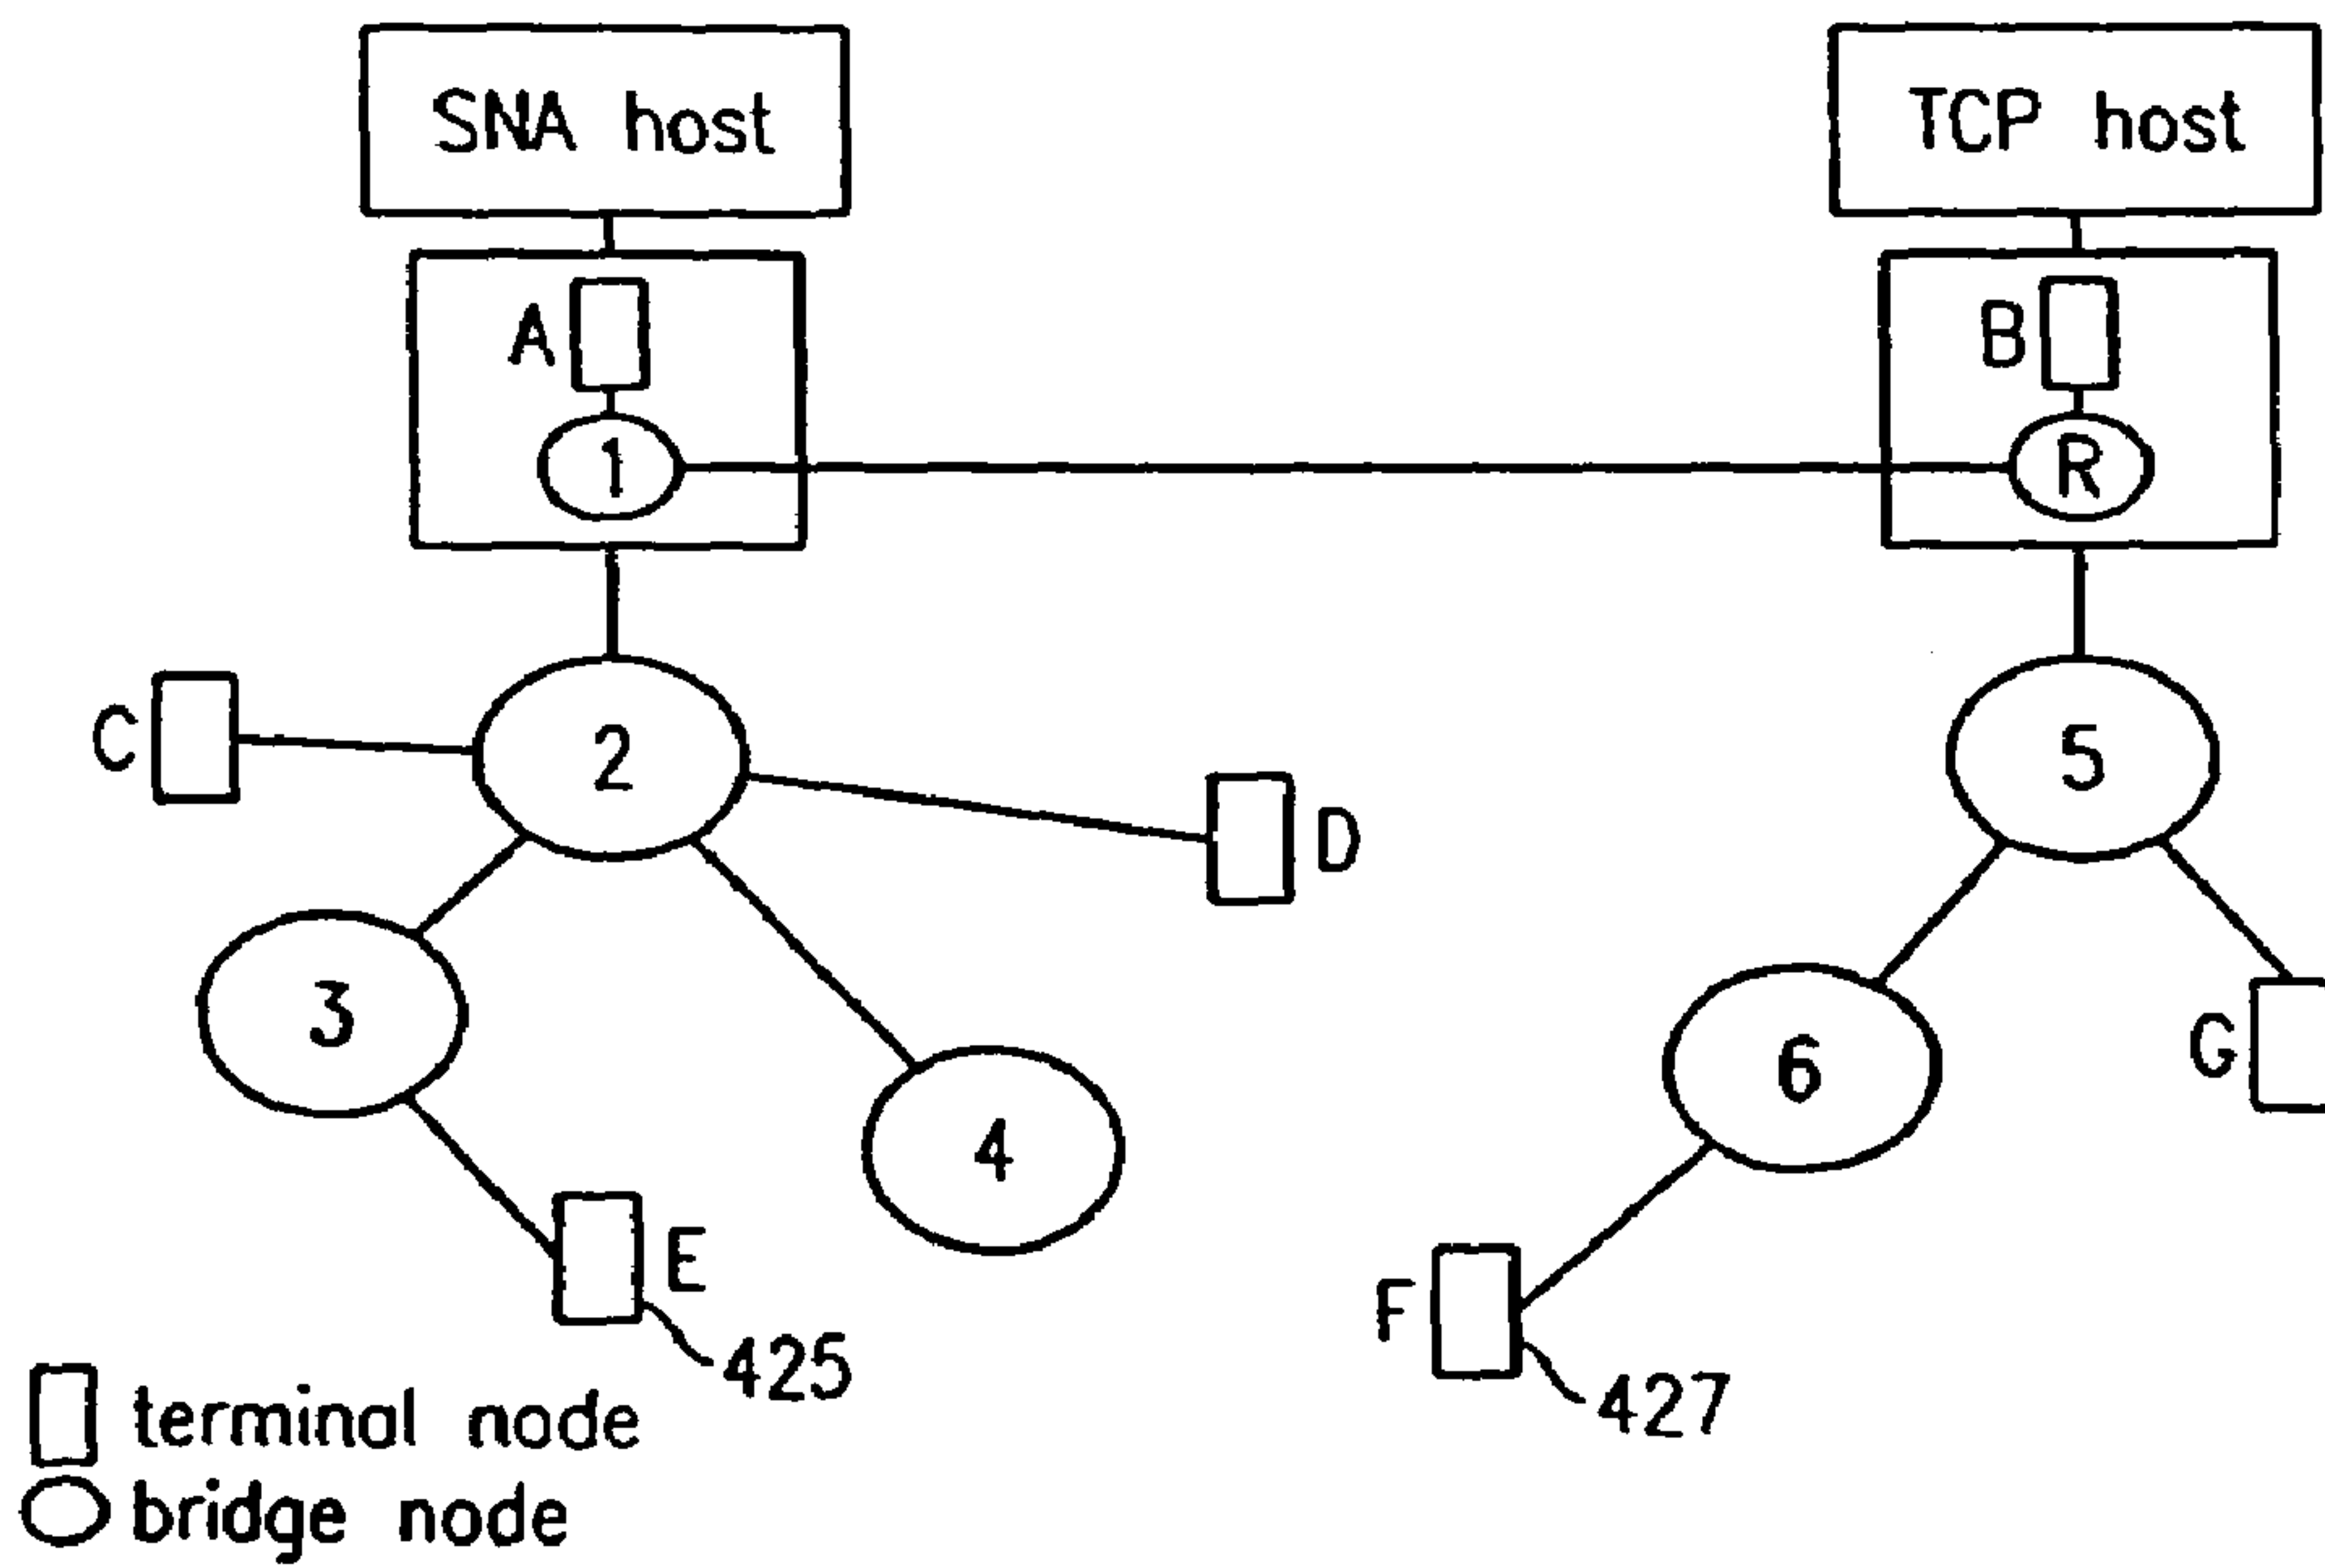 SNA host
TCP host
A
B
1
R
C
2
5
D
3
6
G
4
E
F
425
427
terminal node
bridge node